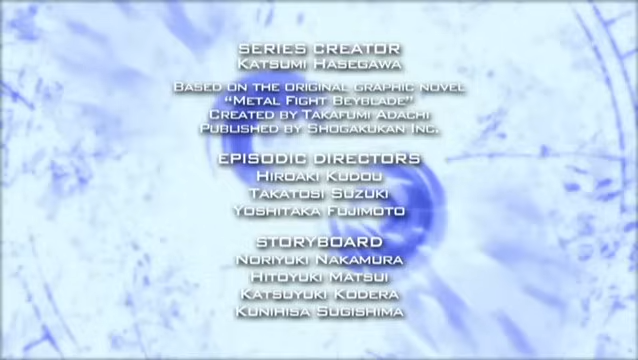 SERIES CREATOR
KATSUMI HASEGAWA
BASED ON THE ORIGINAL GRAPHIC NOVEL
“METAL FIGHT BEYBLADE”
CREATED BY TAKAFUMI ADACHI
PUBLISHED BY SHOGAKUKAN INC.
EPISODIC DIRECTORS
HIROAKI KUDOU
TAKATOSI SUZUKI
YOSHITAKA FUJIMOTO
STORYBOARD
NORIYUKI NAKAMURA
HITOYUKI MATSUI
KATSUYUKI KODERA
KUNIHISA SUGISHIMA